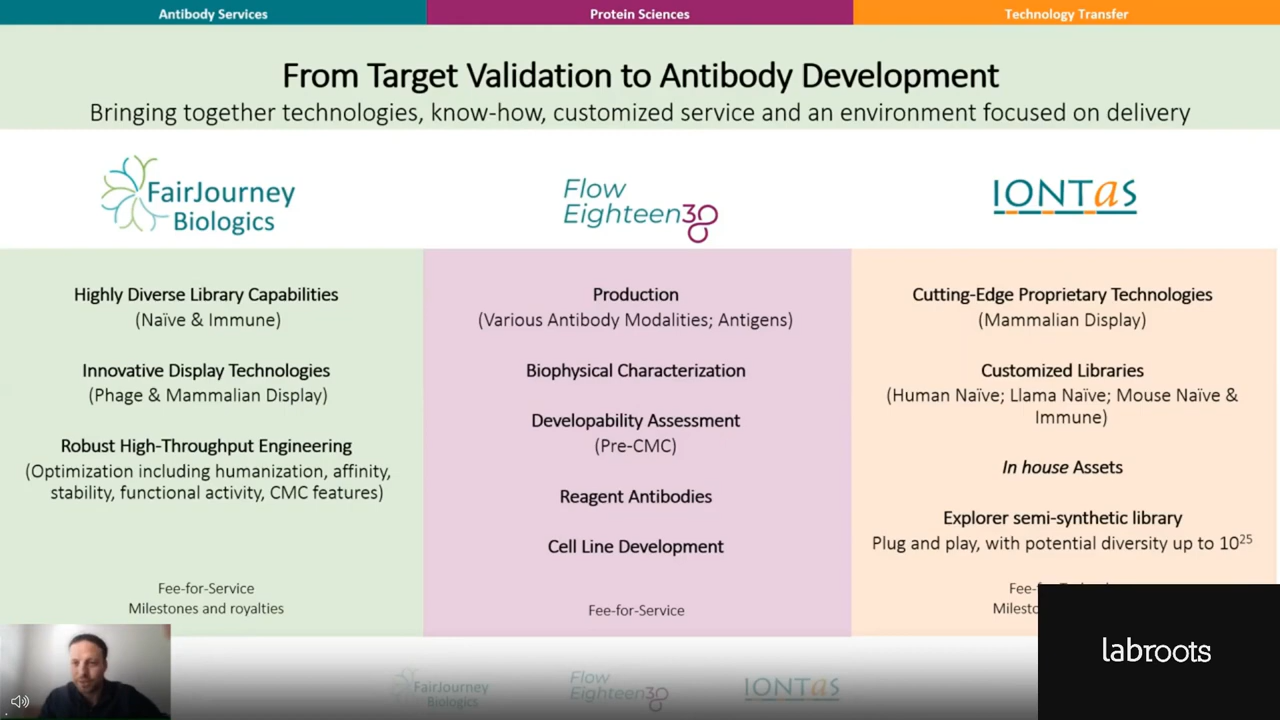 Antibody Services
Protein Sciences
Technology Transfer
From Target Validation to Antibody Development
Bringing together technologies, know-how, customized service and an environment focused on delivery
FairJourney
Biologics
Flow
Eighteen30
IONTAS
Highly Diverse Library Capabilities
(Naïve & Immune)
Innovative Display Technologies
(Phage & Mammalian Display)
Robust High-Throughput Engineering
(Optimization including humanization, affinity,
stability, functional activity, CMC features)
Fee-for-Service
Milestones and royalties
Production
(Various Antibody Modalities; Antigens)
Biophysical Characterization
Developability Assessment
(Pre-CMC)
Reagent Antibodies
Cell Line Development
Fee-for-Service
Cutting-Edge Proprietary Technologies
(Mammalian Display)
Customized Libraries
(Human Naïve; Llama Naïve; Mouse Naïve &
Immune)
In house Assets
Explorer semi-synthetic library
Plug and play, with potential diversity up to 10²⁵
FairJourney
Biologics
Flow
Eighteen30
IONTAS
labroots